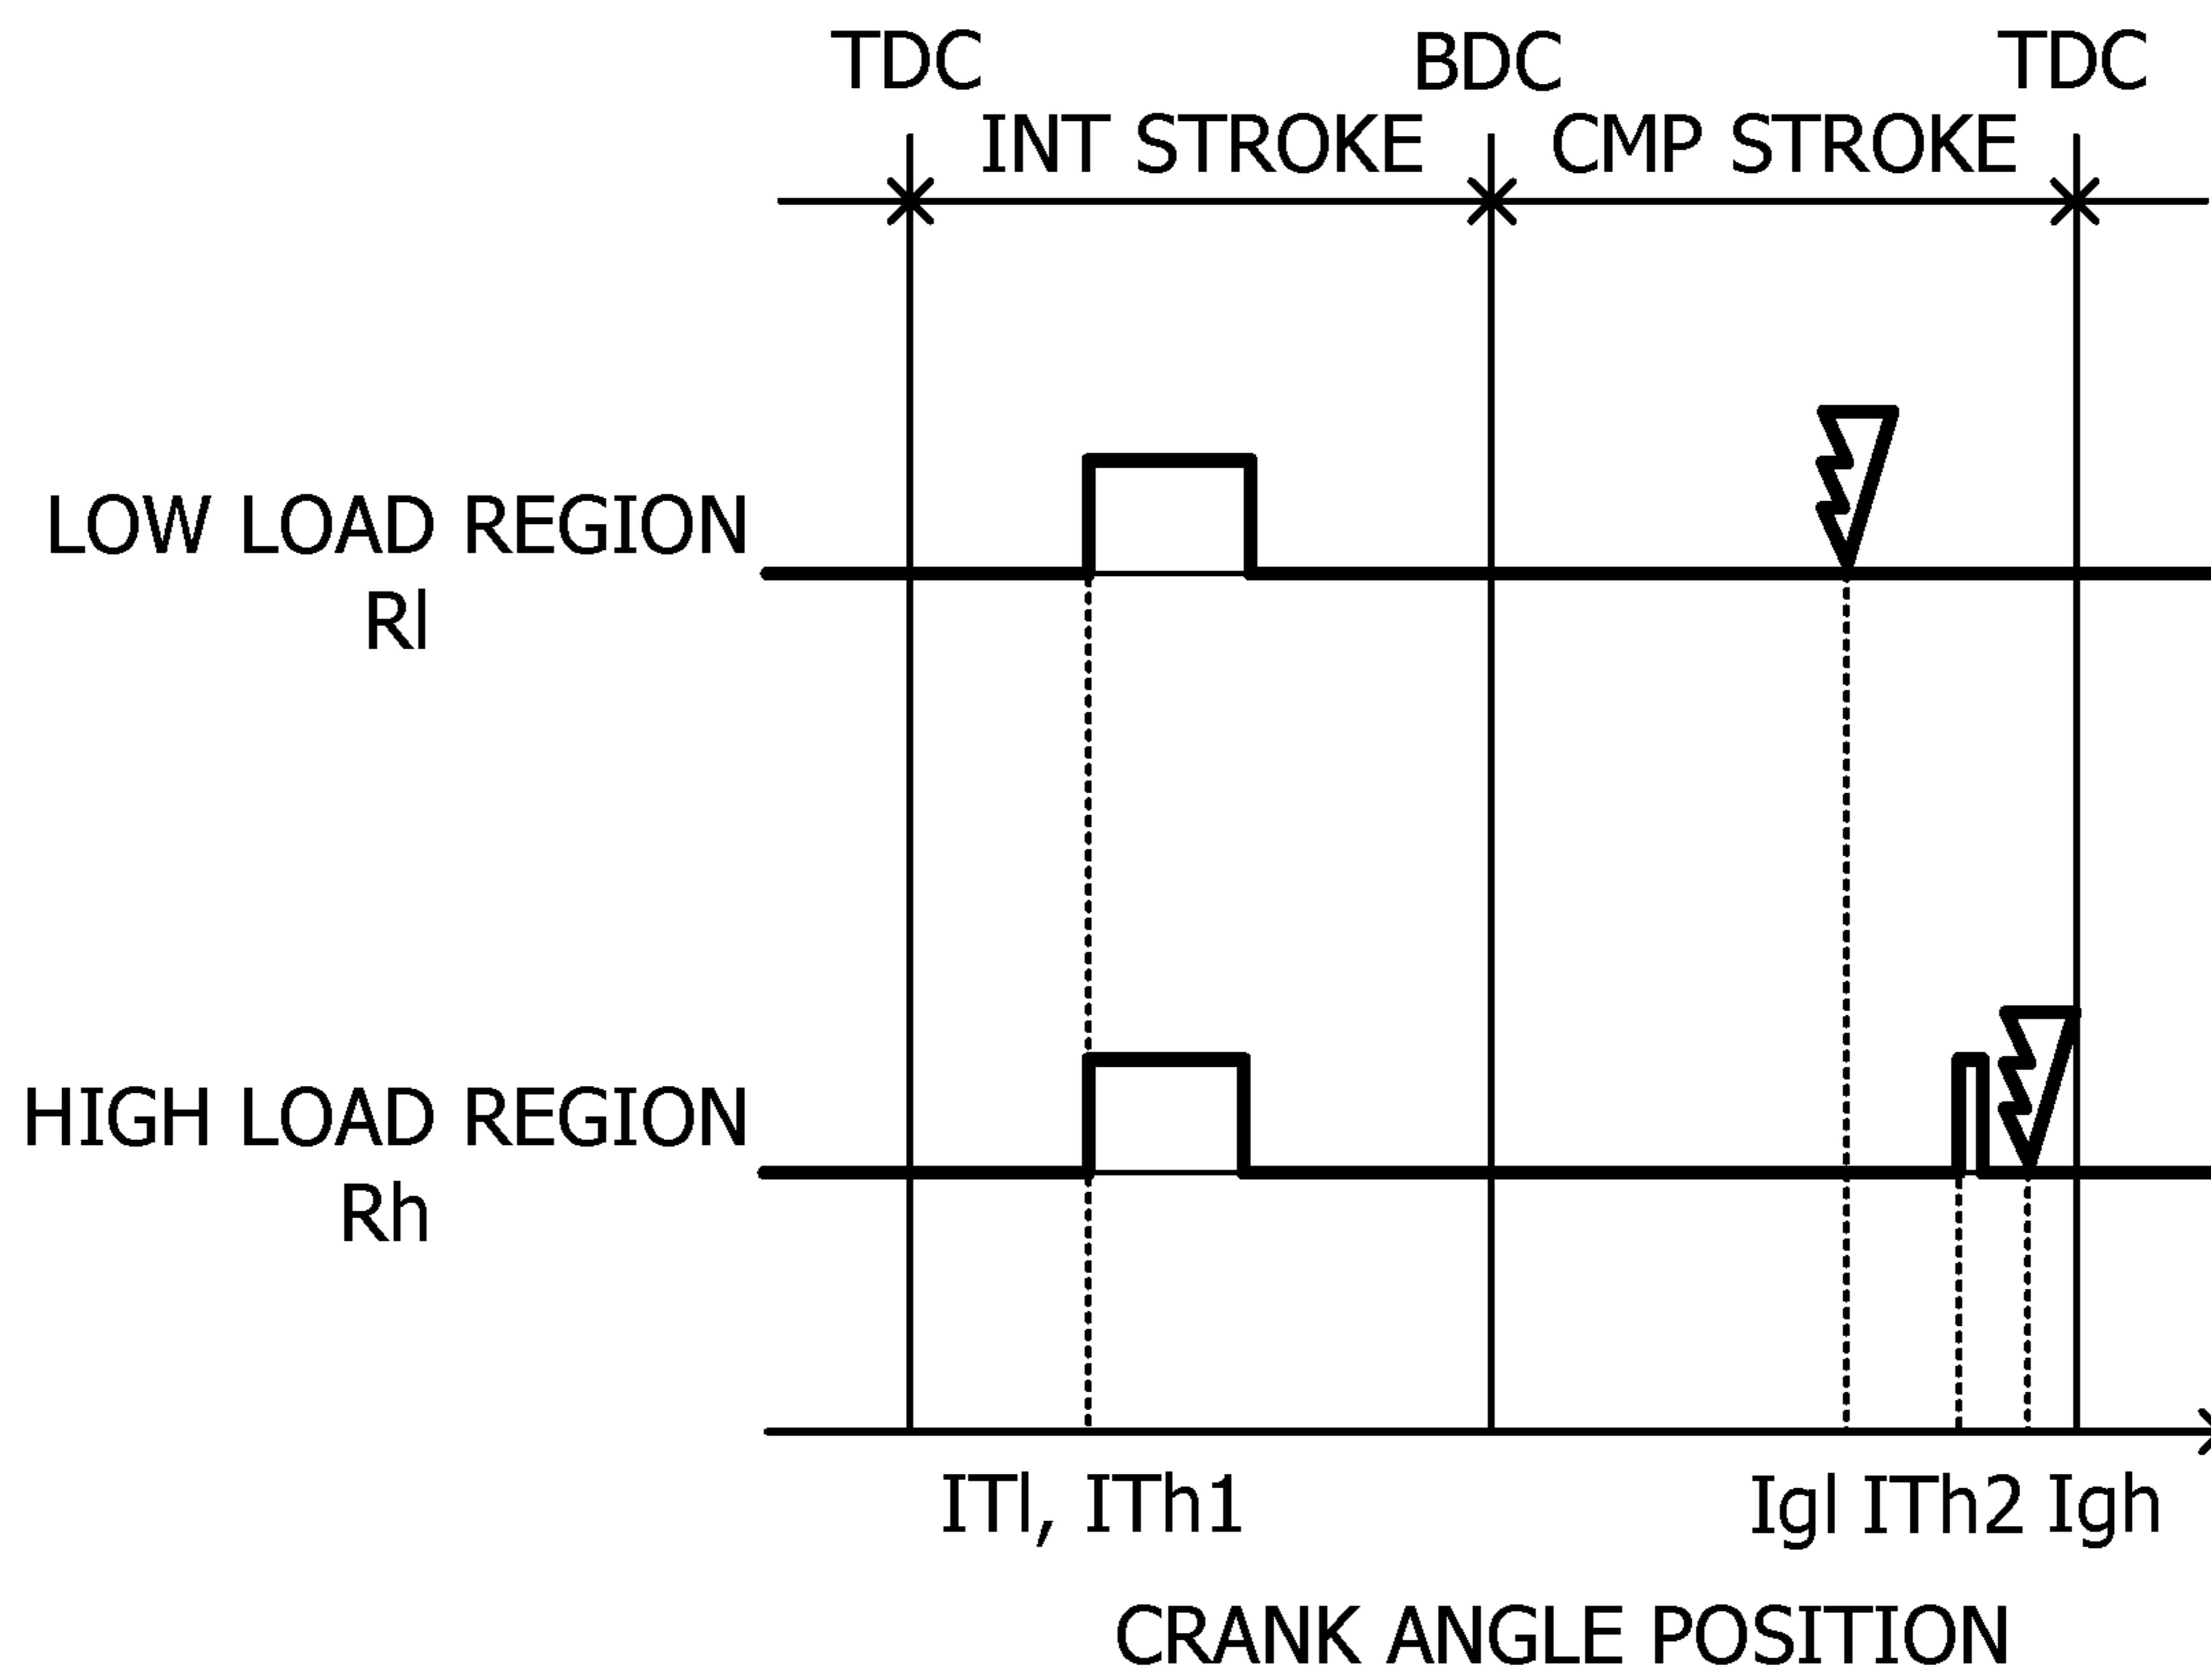 TDC BDC TDC
INT STROKE CMP STROKE
LOW LOAD REGION
Rl
HIGH LOAD REGION
Rh
ITl, ITh1 Igl ITh2 Igh
CRANK ANGLE POSITION